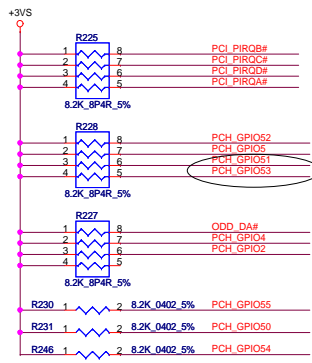 +3VS
R225
1 8 PCI_PIRQB#
2 7 PCI_PIRQC#
3 6 PCI_PIRQD#
4 5 PCI_PIRQA#
8.2K_8P4R_5%
R228
1 8 PCH_GPIO52
2 7 PCH_GPIO5
3 6 PCH_GPIO51
4 5 PCH_GPIO53
8.2K_8P4R_5%
R227
1 8 ODD_DA#
2 7 PCH_GPIO4
3 6 PCH_GPIO2
4 5
8.2K_8P4R_5%
R230 1 2 8.2K_0402_5% PCH_GPIO55
R231 1 2 8.2K_0402_5% PCH_GPIO50
R246 1 2 8.2K_0402_5% PCH_GPIO54